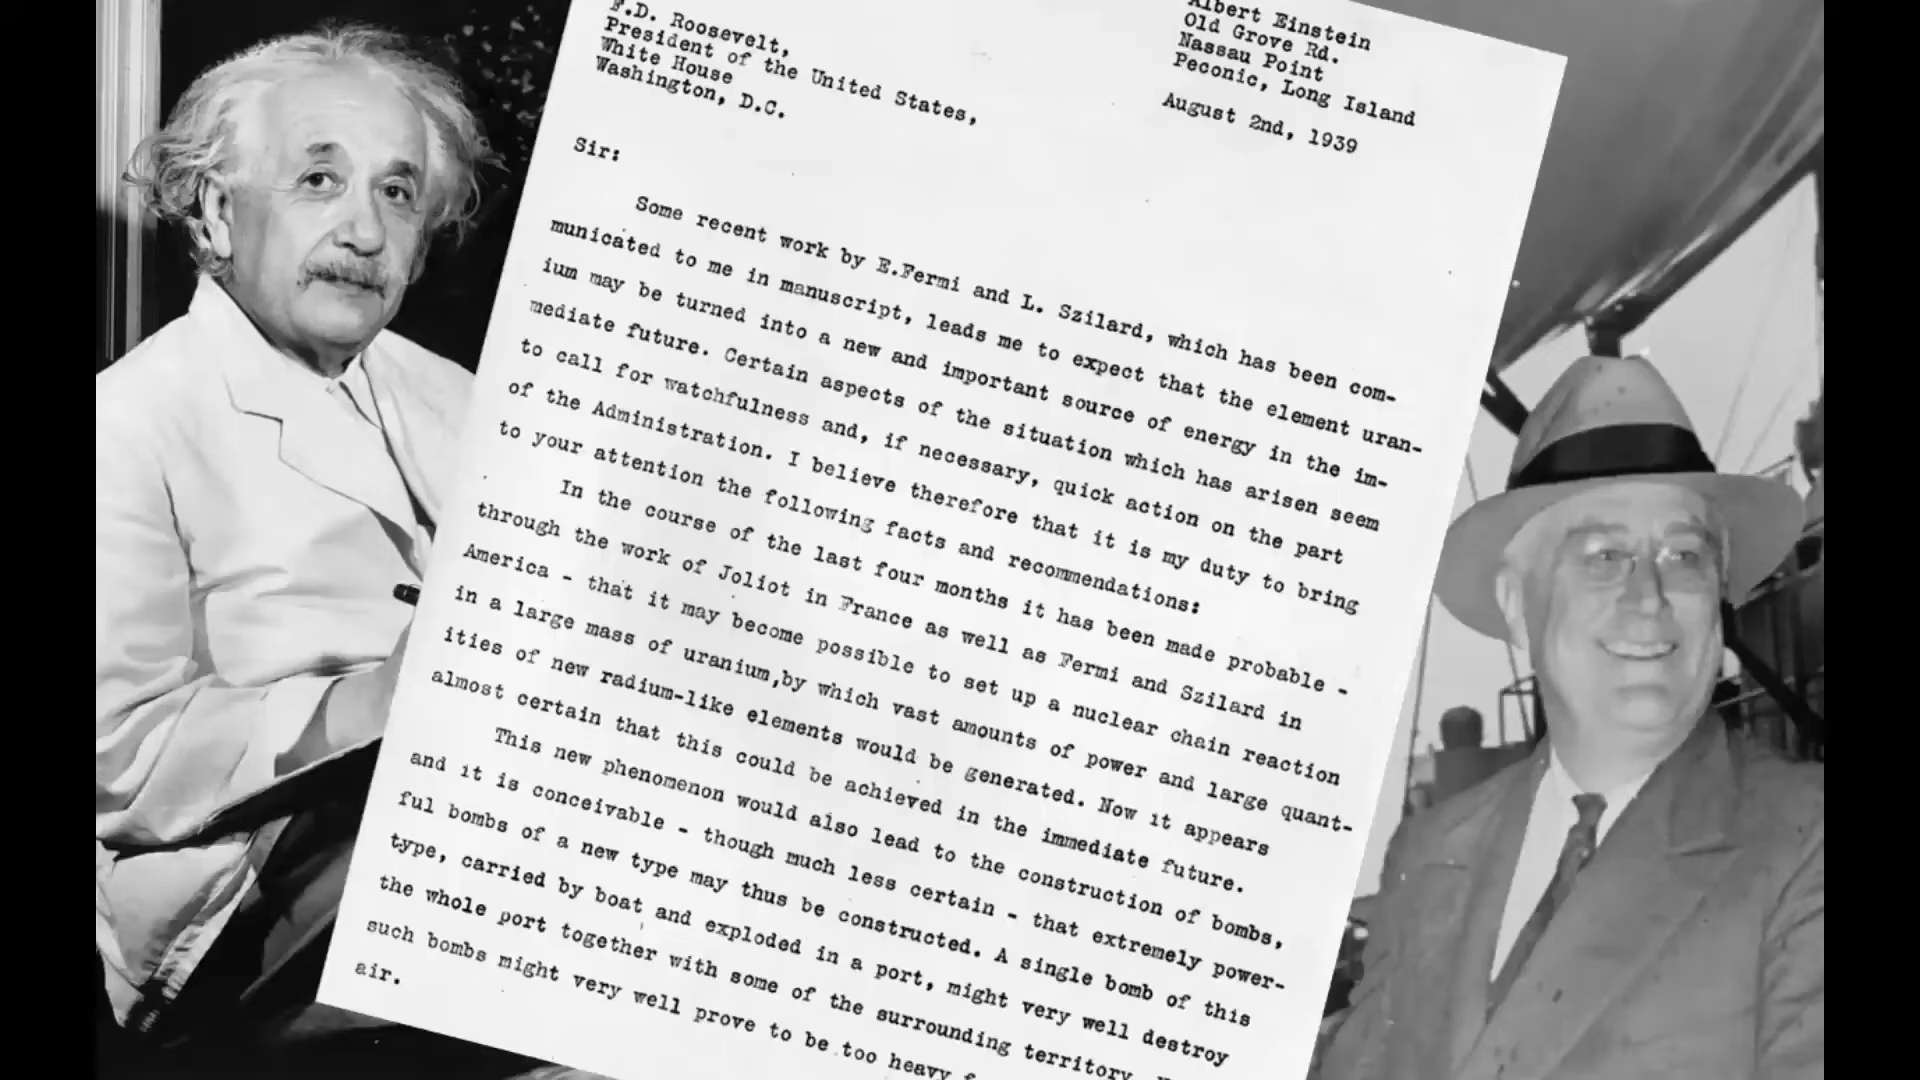 F.D. Roosevelt,
President of the United States,
White House
Washington, D.C.
Albert Einstein
Old Grove Rd.
Nassau Point
Peconic, Long Island
August 2nd, 1939
Sir:
Some recent work by E.Fermi and L. Szilard, which has been com-
municated to me in manuscript, leads me to expect that the element uran-
ium may be turned into a new and important source of energy in the im-
mediate future. Certain aspects of the situation which has arisen seem
to call for watchfulness and, if necessary, quick action on the part
of the Administration. I believe therefore that it is my duty to bring
to your attention the following facts and recommendations:
In the course of the last four months it has been made probable -
through the work of Joliot in France as well as Fermi and Szilard in
America - that it may become possible to set up a nuclear chain reaction
in a large mass of uranium,by which vast amounts of power and large quant-
ities of new radium-like elements would be generated. Now it appears
almost certain that this could be achieved in the immediate future.
This new phenomenon would also lead to the construction of bombs,
and it is conceivable - though much less certain - that extremely power-
ful bombs of a new type may thus be constructed. A single bomb of this
type, carried by boat and exploded in a port, might very well destroy
the whole port together with some of the surrounding territory.
such bombs might very well prove to be too heavy
air.